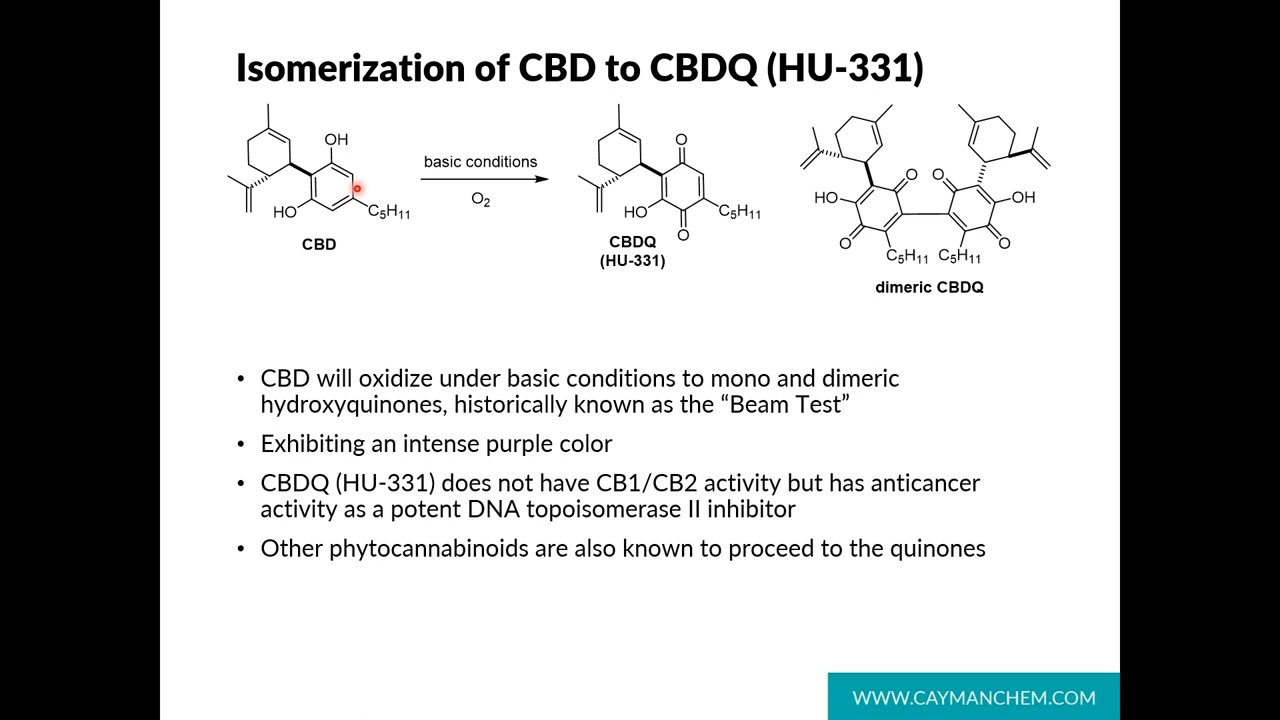 Isomerization of CBD to CBDQ (HU-331)
OH
HO
C5H11
CBD
basic conditions
O2
O
HO
O
C5H11
CBDQ
(HU-331)
O
O
HO
OH
O
O
C5H11
C5H11
dimeric CBDQ
• CBD will oxidize under basic conditions to mono and dimeric
hydroxyquinones, historically known as the “Beam Test”
• Exhibiting an intense purple color
• CBDQ (HU-331) does not have CB1/CB2 activity but has anticancer
activity as a potent DNA topoisomerase II inhibitor
• Other phytocannabinoids are also known to proceed to the quinones
WWW.CAYMANCHEM.COM